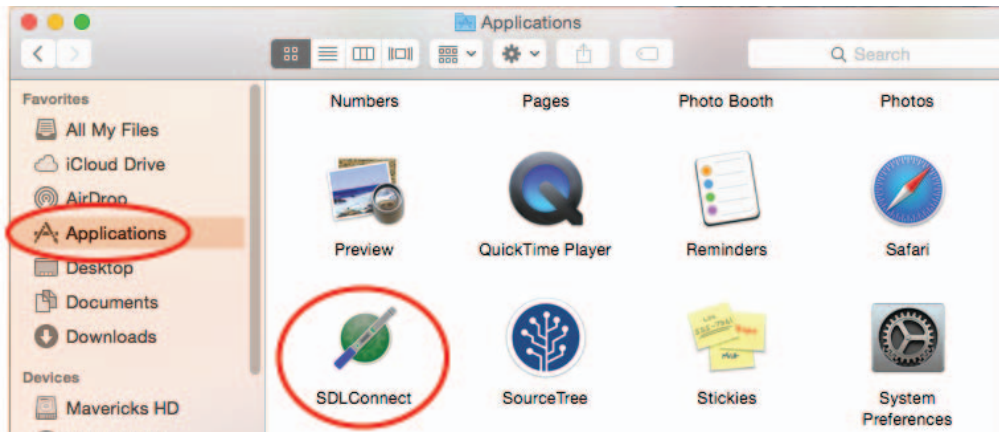 Applications
Search
Favorites
All My Files
iCloud Drive
AirDrop
Applications
Desktop
Documents
Downloads
Devices
Mavericks HD
Numbers
Pages
Photo Booth
Photos
Preview
QuickTime Player
Reminders
Safari
SDLConnect
SourceTree
Stickies
System
Preferences